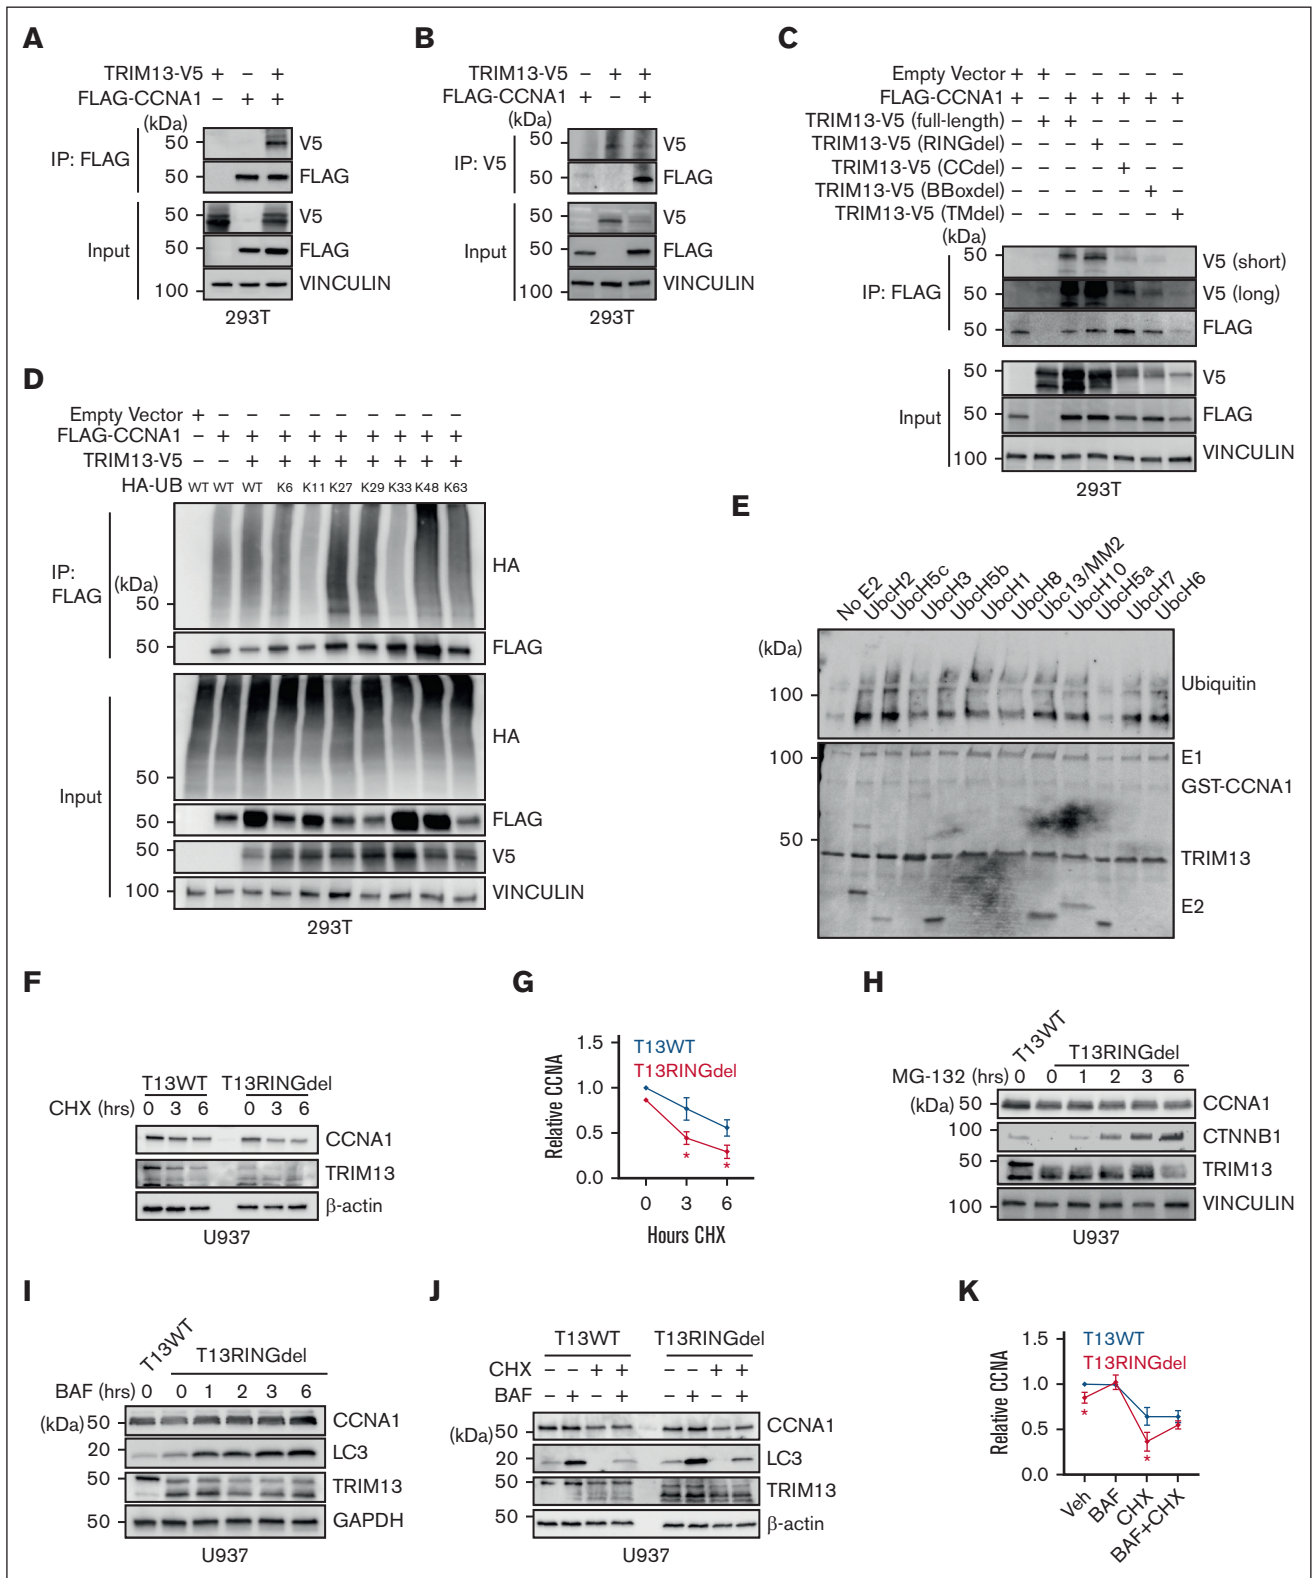 A
TRIM13-V5 + – +
FLAG-CCNA1 – + +
(kDa)
IP: FLAG
50 V5
50 FLAG
Input
50 V5
50 FLAG
100 VINCULIN
293T
B
TRIM13-V5 – + +
FLAG-CCNA1 + – +
(kDa)
IP: V5
50 V5
50 FLAG
Input
50 V5
50 FLAG
100 VINCULIN
293T
C
Empty Vector + + – – – – –
FLAG-CCNA1 + – + + + + +
TRIM13-V5 (full-length) – + + – – – –
TRIM13-V5 (RINGdel) – – – + – – –
TRIM13-V5 (CCdel) – – – – + – –
TRIM13-V5 (BBoxdel) – – – – – + –
TRIM13-V5 (TMdel) – – – – – – +
(kDa)
IP: FLAG
50 V5 (short)
50 V5 (long)
50 FLAG
Input
50 V5
50 FLAG
100 VINCULIN
293T
D
Empty Vector + – – – – – – – – –
FLAG-CCNA1 – + + + + + + + + +
TRIM13-V5 – – + + + + + + + +
HA-UB WT WT WT K6 K11 K27 K29 K33 K48 K63
IP: FLAG
(kDa)
50 HA
50 FLAG
Input
50 HA
50 FLAG
50 V5
100 VINCULIN
293T
E
No E2 UbcH2 UbcH5c UbcH3 UbcH5b UbcH1 UbcH8 Ubc13/MM2 UbcH10 UbcH5a UbcH7 UbcH6
(kDa)
100 Ubiquitin
100 E1
GST-CCNA1
50
TRIM13
E2
F
T13WT T13RINGdel
CHX (hrs) 0 3 6 0 3 6
CCNA1
TRIM13
β-actin
U937
G
Relative CCNA
1.5
1.0
0.5
0.0
T13WT
T13RINGdel
* *
0 3 6
Hours CHX
H
T13WT T13RINGdel
MG-132 (hrs) 0 0 1 2 3 6
(kDa) 50 CCNA1
100 CTNNB1
50 TRIM13
100 VINCULIN
U937
I
T13WT T13RINGdel
BAF (hrs) 0 0 1 2 3 6
(kDa) 50 CCNA1
20 LC3
50 TRIM13
50 GAPDH
U937
J
T13WT T13RINGdel
CHX – – + + – – + +
BAF – + – + – + – +
(kDa) 50 CCNA1
20 LC3
50 TRIM13
50 β-actin
U937
K
Relative CCNA
1.5
1.0
0.5
0.0
T13WT
T13RINGdel
* *
Veh BAF CHX BAF+CHX